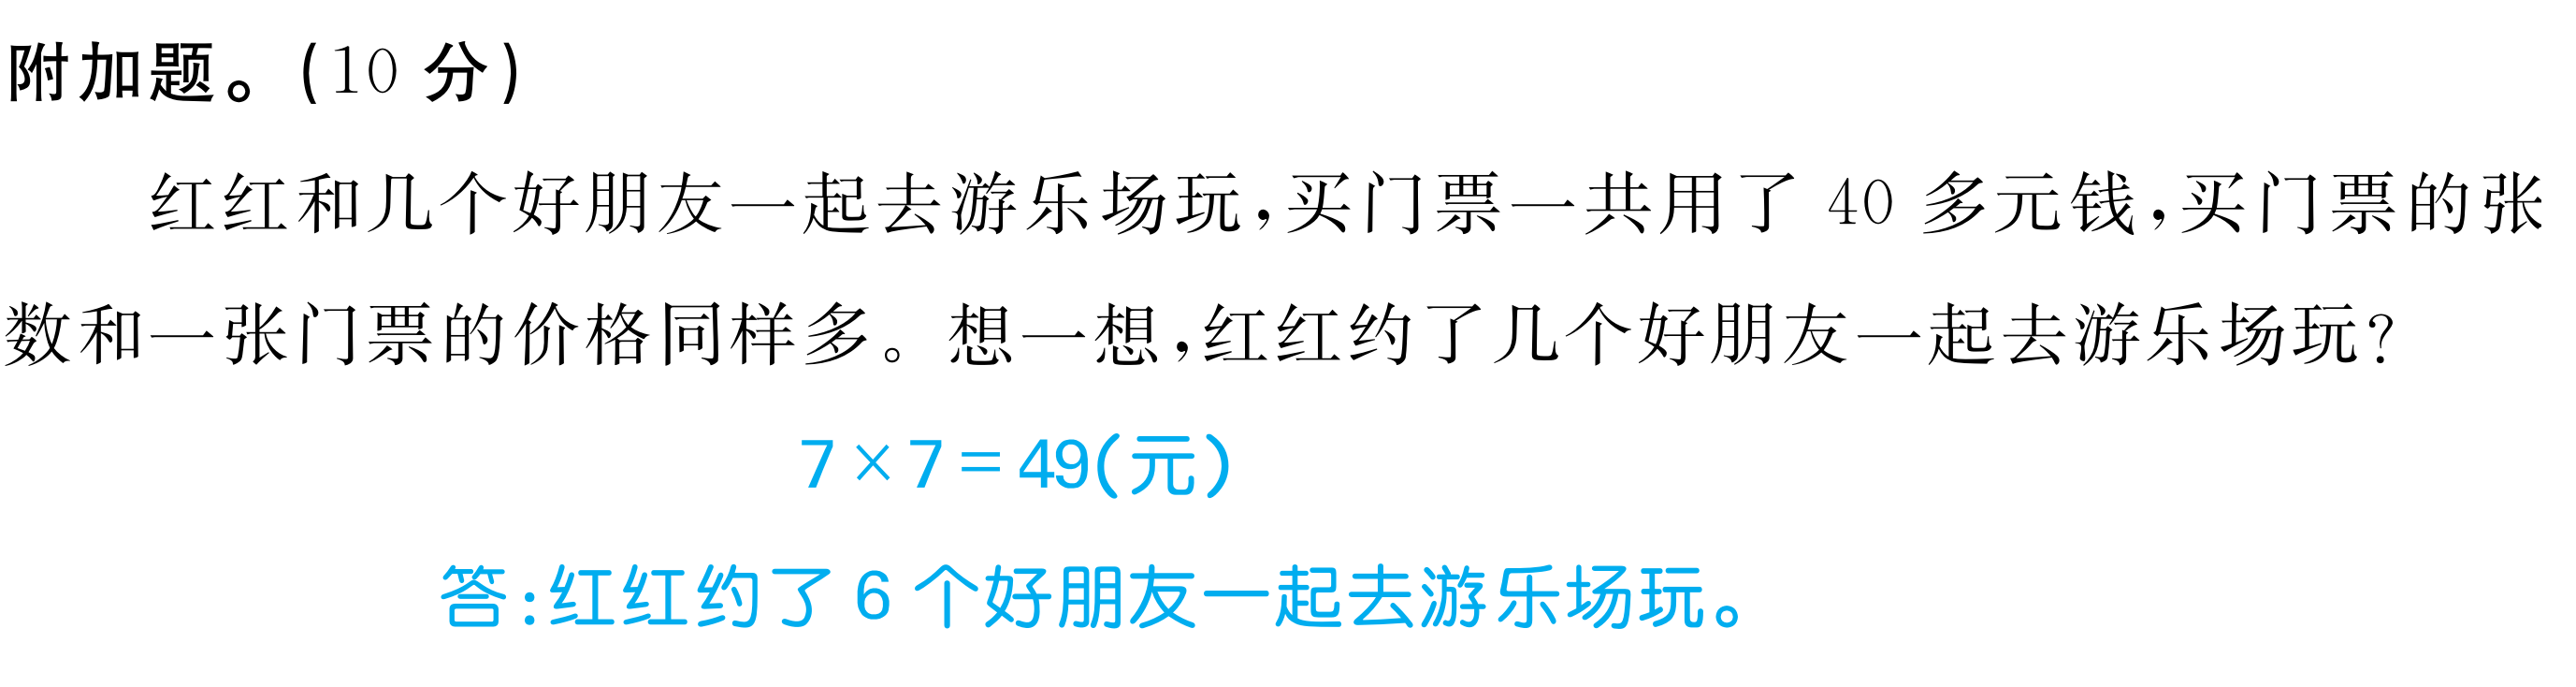 附加题。(10 分)
红红和几个好朋友一起去游乐场玩,买门票一共用了 40 多元钱,买门票的张
数和一张门票的价格同样多。想一想,红红约了几个好朋友一起去游乐场玩?
7×7=49(元)
答:红红约了 6 个好朋友一起去游乐场玩。